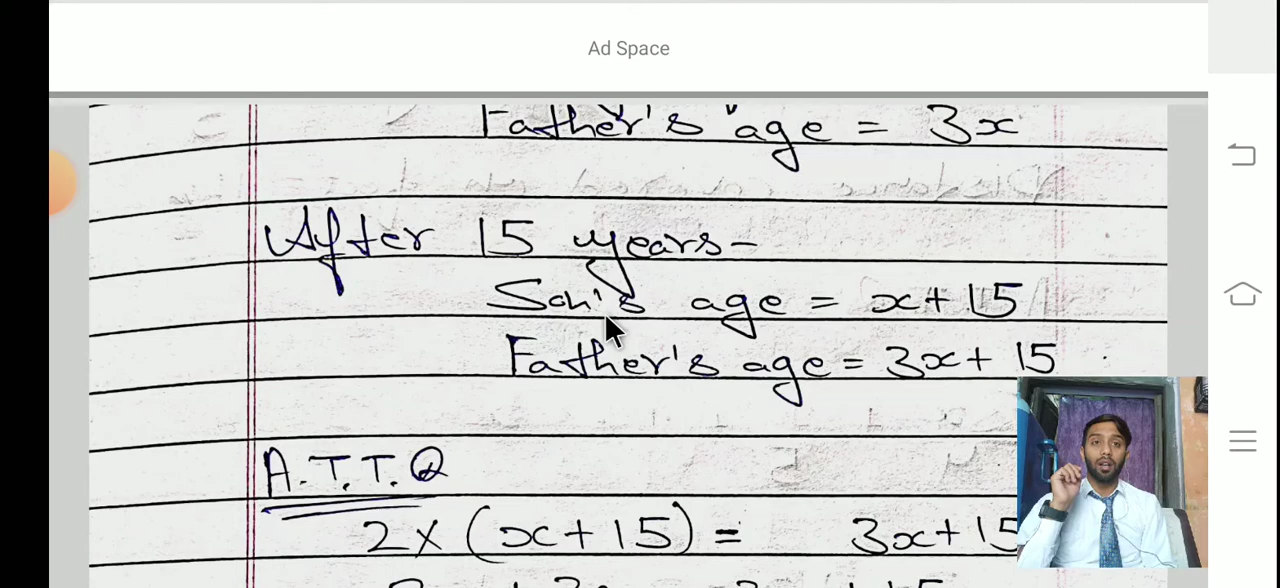 Ad Space
Father's age = 3x
After 15 years-
Son's age = x+15
Father's age = 3x+15
A.T.T.Q
2×(x+15) = 3x+15